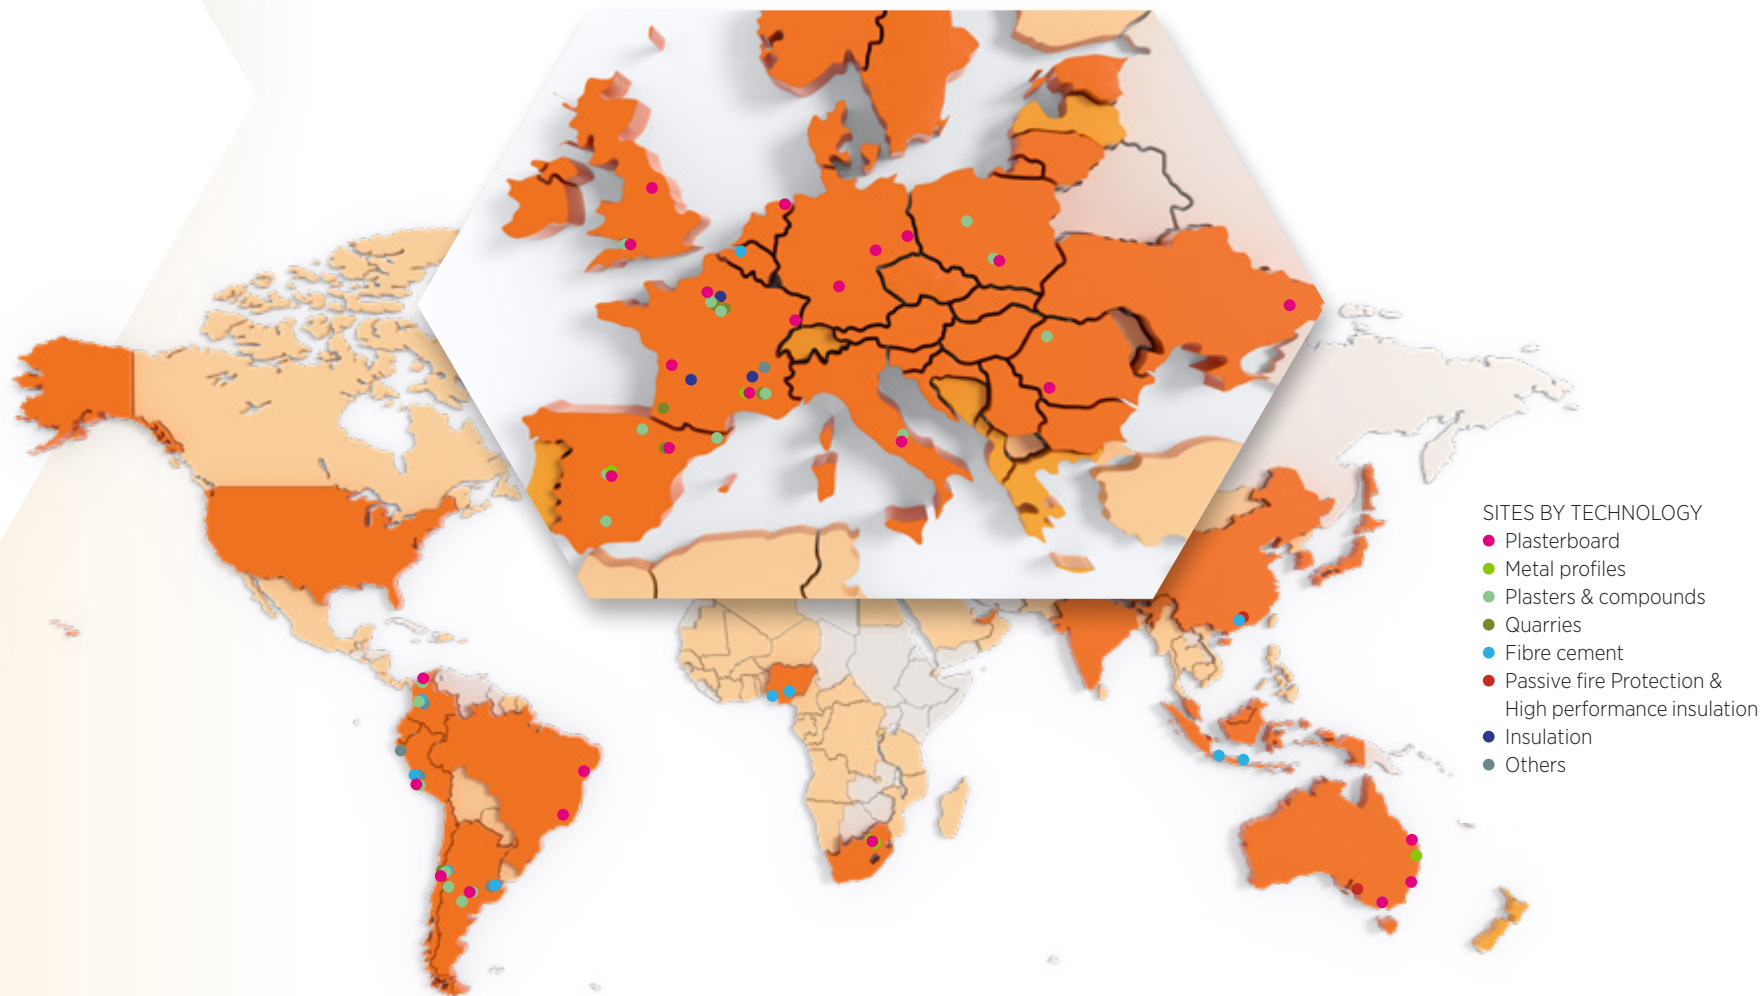 SITES BY TECHNOLOGY
Plasterboard
Metal profiles
Plasters & compounds
Quarries
Fibre cement
Passive fire Protection &
High performance insulation
Insulation
Others